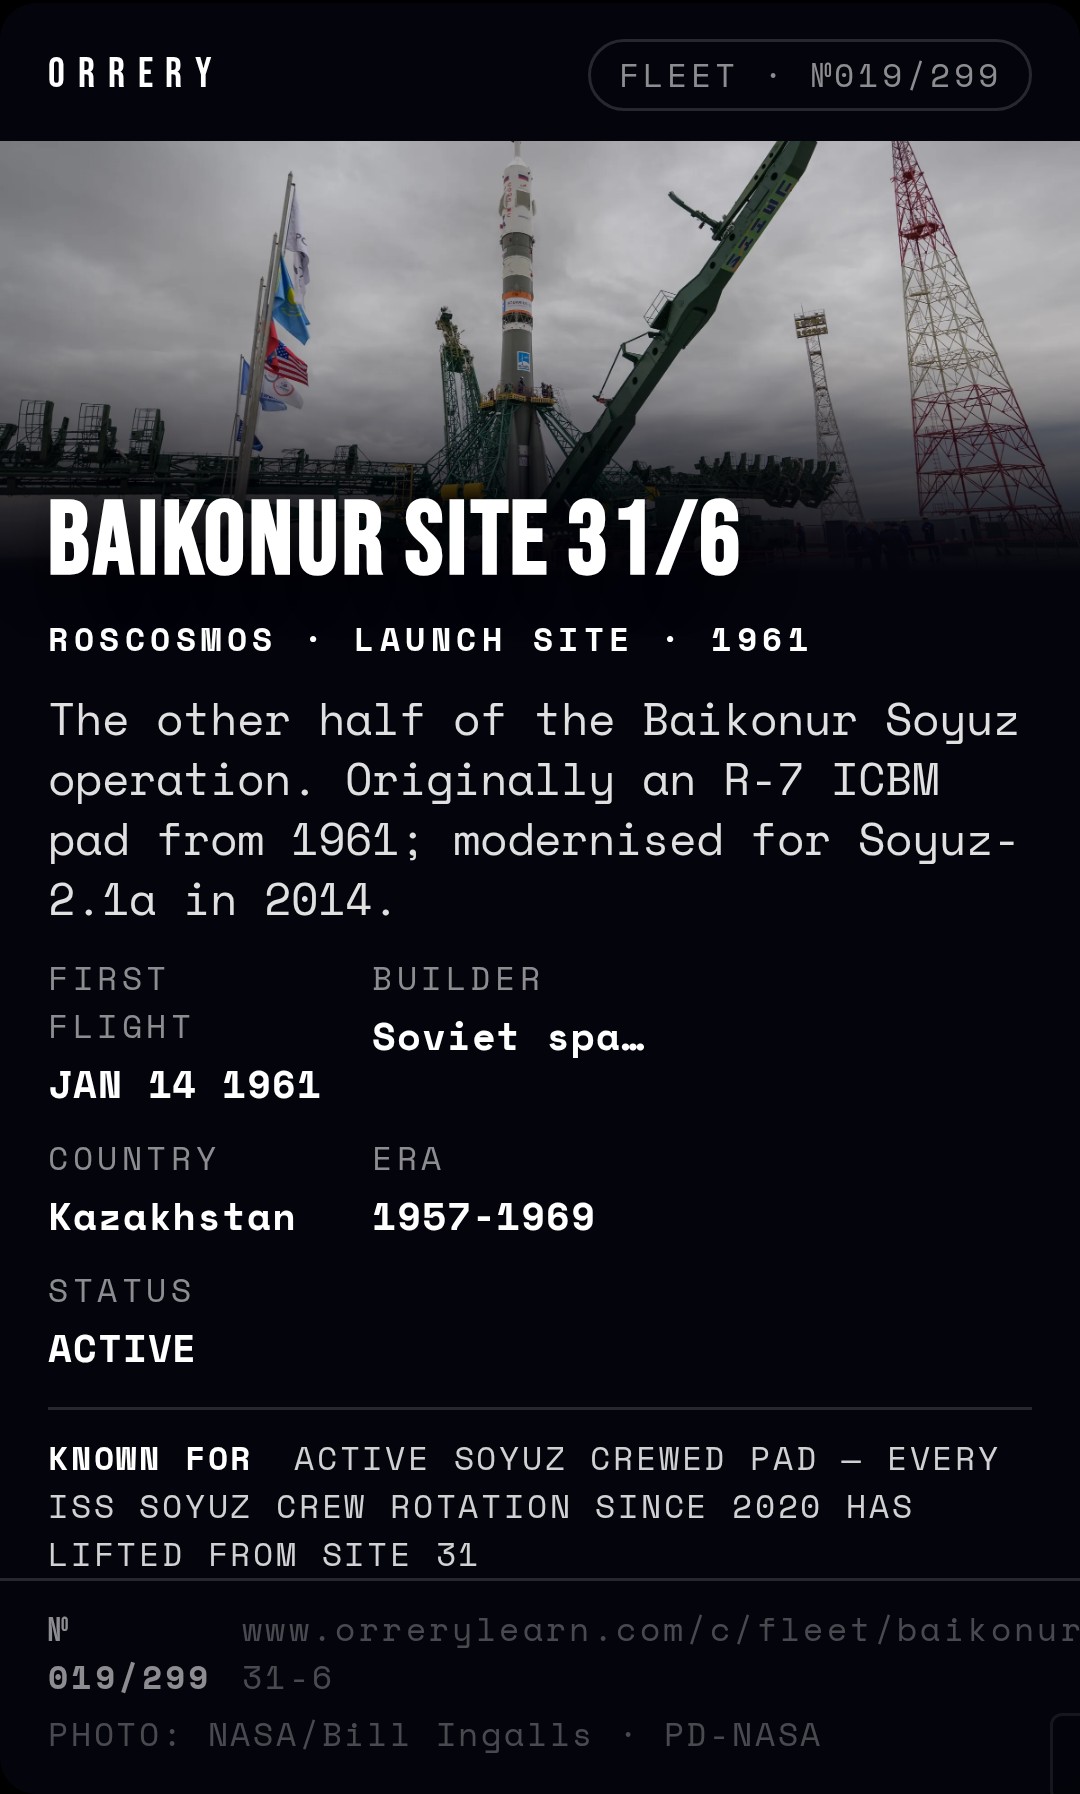 ORRERY
FLEET · №019/299
BAIKONUR SITE 31/6
ROSCOSMOS · LAUNCH SITE · 1961
The other half of the Baikonur Soyuz
operation. Originally an R-7 ICBM
pad from 1961; modernised for Soyuz-
2.1a in 2014.
FIRST
FLIGHT
JAN 14 1961
BUILDER
Soviet spa…
COUNTRY
Kazakhstan
ERA
1957-1969
STATUS
ACTIVE
KNOWN FOR ACTIVE SOYUZ CREWED PAD — EVERY
ISS SOYUZ CREW ROTATION SINCE 2020 HAS
LIFTED FROM SITE 31
№
019/299
www.orrerylearn.com/c/fleet/baikonur
31-6
PHOTO: NASA/Bill Ingalls · PD-NASA